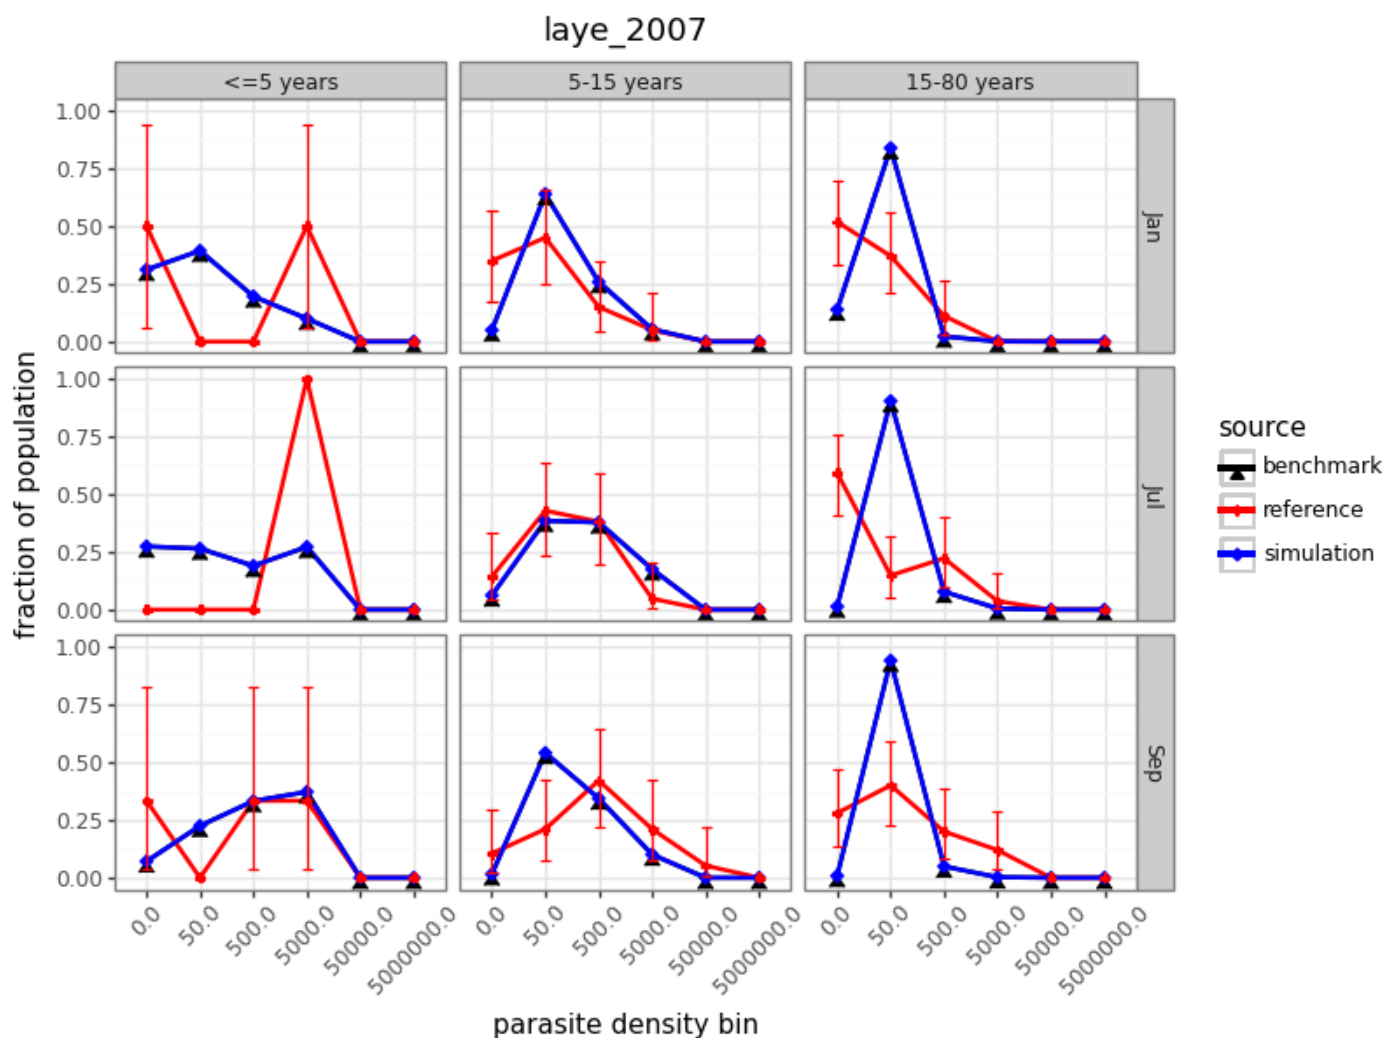 laye_2007
<=5 years
5-15 years
15-80 years
1.00
0.75
0.50
0.25
0.00
Jan
1.00
0.75
0.50
0.25
0.00
Jul
1.00
0.75
0.50
0.25
0.00
Sep
fraction of population
0.0
50.0
500.0
5000.0
50000.0
5000000.0
0.0
50.0
500.0
5000.0
50000.0
5000000.0
0.0
50.0
500.0
5000.0
50000.0
5000000.0
parasite density bin
source
benchmark
reference
simulation